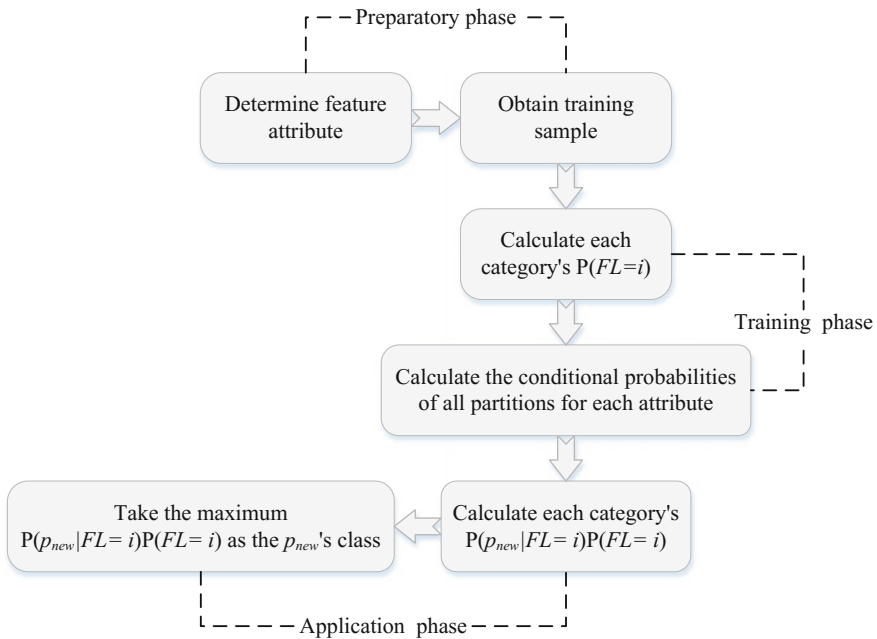 Preparatory phase
Determine feature
attribute
Obtain training
sample
Calculate each
category's P(FL=i)
Training phase
Calculate the conditional probabilities
of all partitions for each attribute
Take the maximum
P(pnew|FL= i)P(FL= i) as the pnew's class
Calculate each category's
P(pnew|FL= i)P(FL= i)
Application phase